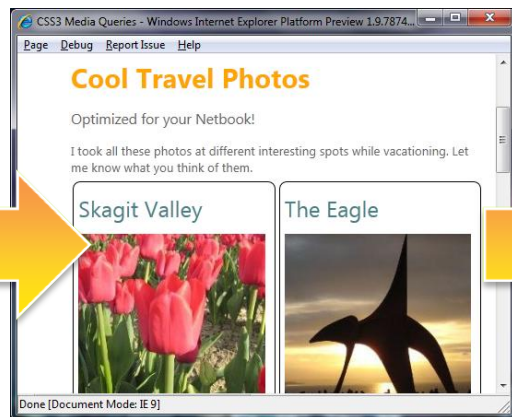 CSS3 Media Queries - Windows Internet Explorer Platform Preview 1.9.7874...
Page Debug Report Issue Help
Cool Travel Photos
Optimized for your Netbook!
I took all these photos at different interesting spots while vacationing. Let
me know what you think of them.
Skagit Valley
The Eagle
Done [Document Mode: IE 9]